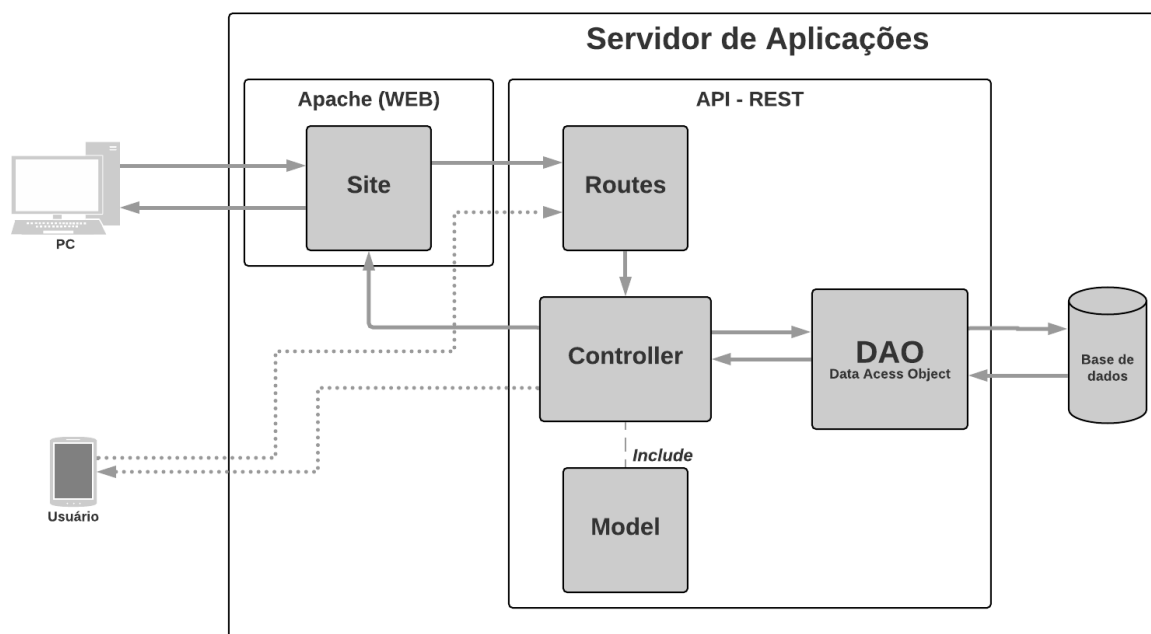 Servidor de Aplicações
Apache (WEB)
API - REST
Site
Routes
PC
Controller
DAO
Data Acess Object
Base de
dados
Include
Usuário
Model